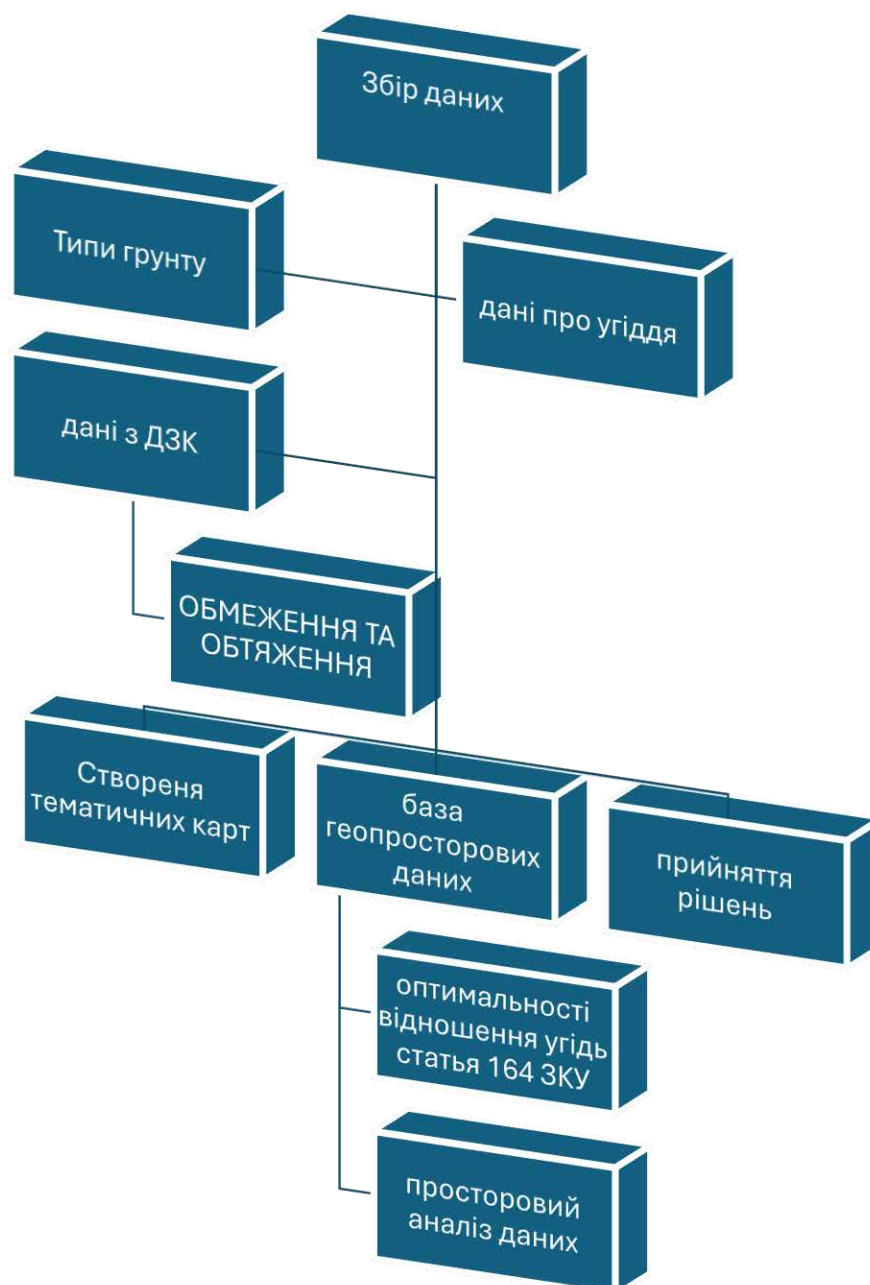 Збір даних
Типи грунту
дані про угіддя
дані з ДЗК
ОБМЕЖЕННЯ ТА
ОБТЯЖЕННЯ
Створеня
тематичних карт
база
геопросторових
даних
прийняття
рішень
оптимальності
відношення угідь
статья 164 ЗКУ
просторовий
аналіз даних